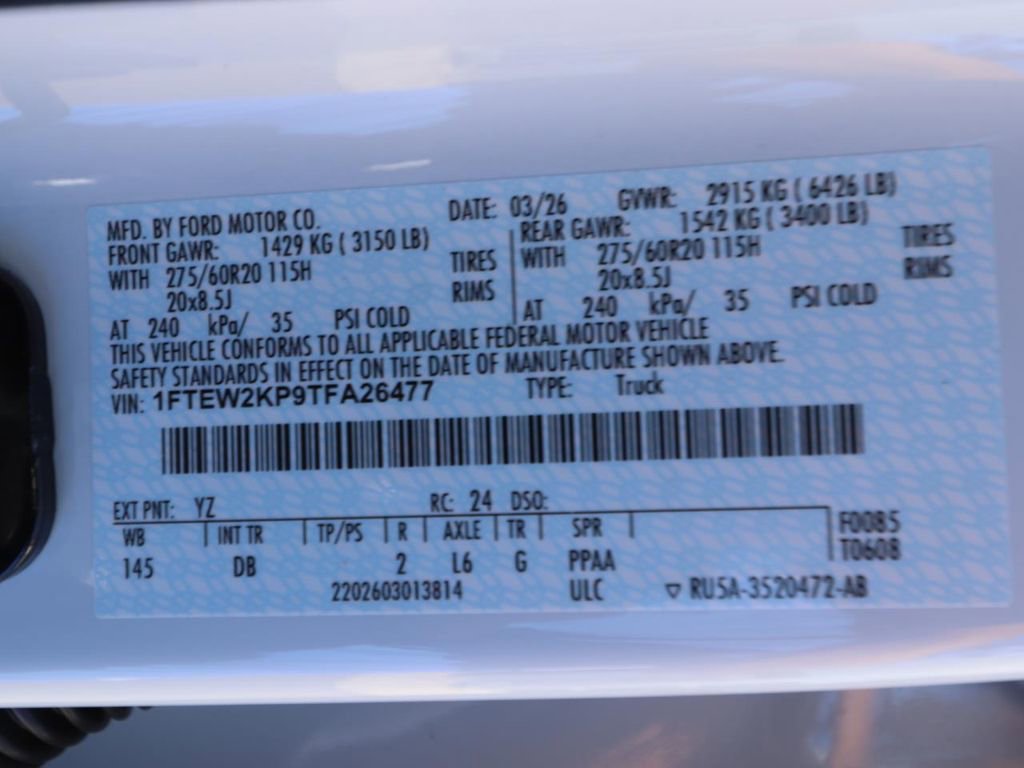 MFD. BY FORD MOTOR CO. DATE: 03/26 GVWR: 2915 KG ( 6426 LB)
FRONT GAWR: 1429 KG ( 3150 LB) REAR GAWR: 1542 KG ( 3400 LB)
WITH 275/60R20 115H TIRES WITH 275/60R20 115H TIRES
20x8.5J RIMS 20x8.5J RIMS
AT 240 kPa/ 35 PSI COLD AT 240 kPa/ 35 PSI COLD
THIS VEHICLE CONFORMS TO ALL APPLICABLE FEDERAL MOTOR VEHICLE
SAFETY STANDARDS IN EFFECT ON THE DATE OF MANUFACTURE SHOWN ABOVE.
VIN: 1FTEW2KP9TFA26477 TYPE: Truck
EXT PNT: YZ RC: 24 DSO:
WB INT TR TP/PS R AXLE TR SPR F0085
145 DB 2 L6 G PPAA T0608
2202603013814 ULC ▽ RU5A-3520472-AB